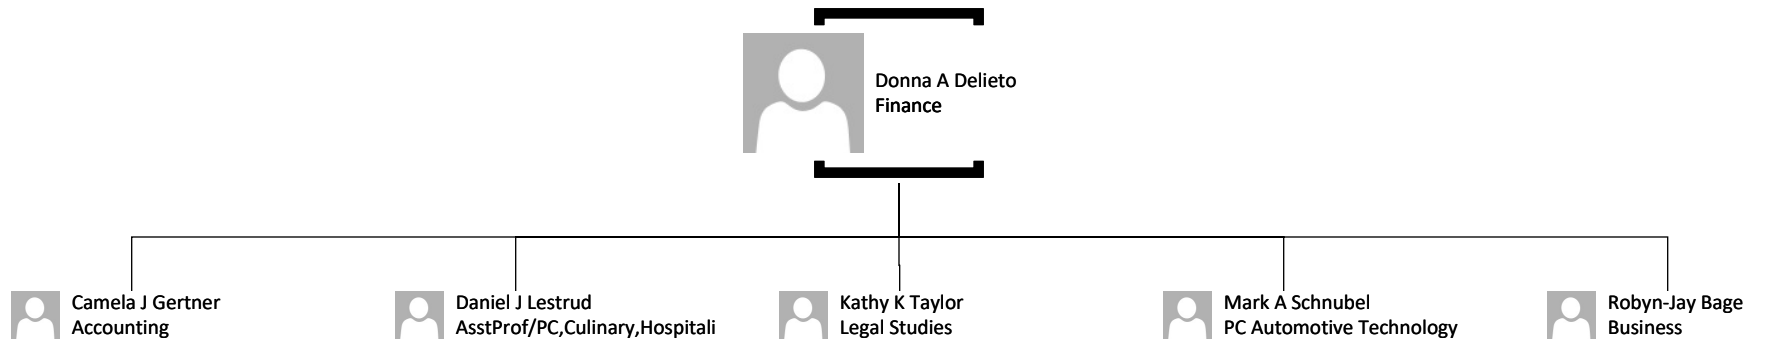 Donna A Delieto
Finance
Camela J Gertner
Accounting
Daniel J Lestrud
AsstProf/PC,Culinary,Hospitali
Kathy K Taylor
Legal Studies
Mark A Schnubel
PC Automotive Technology
Robyn-Jay Bage
Business